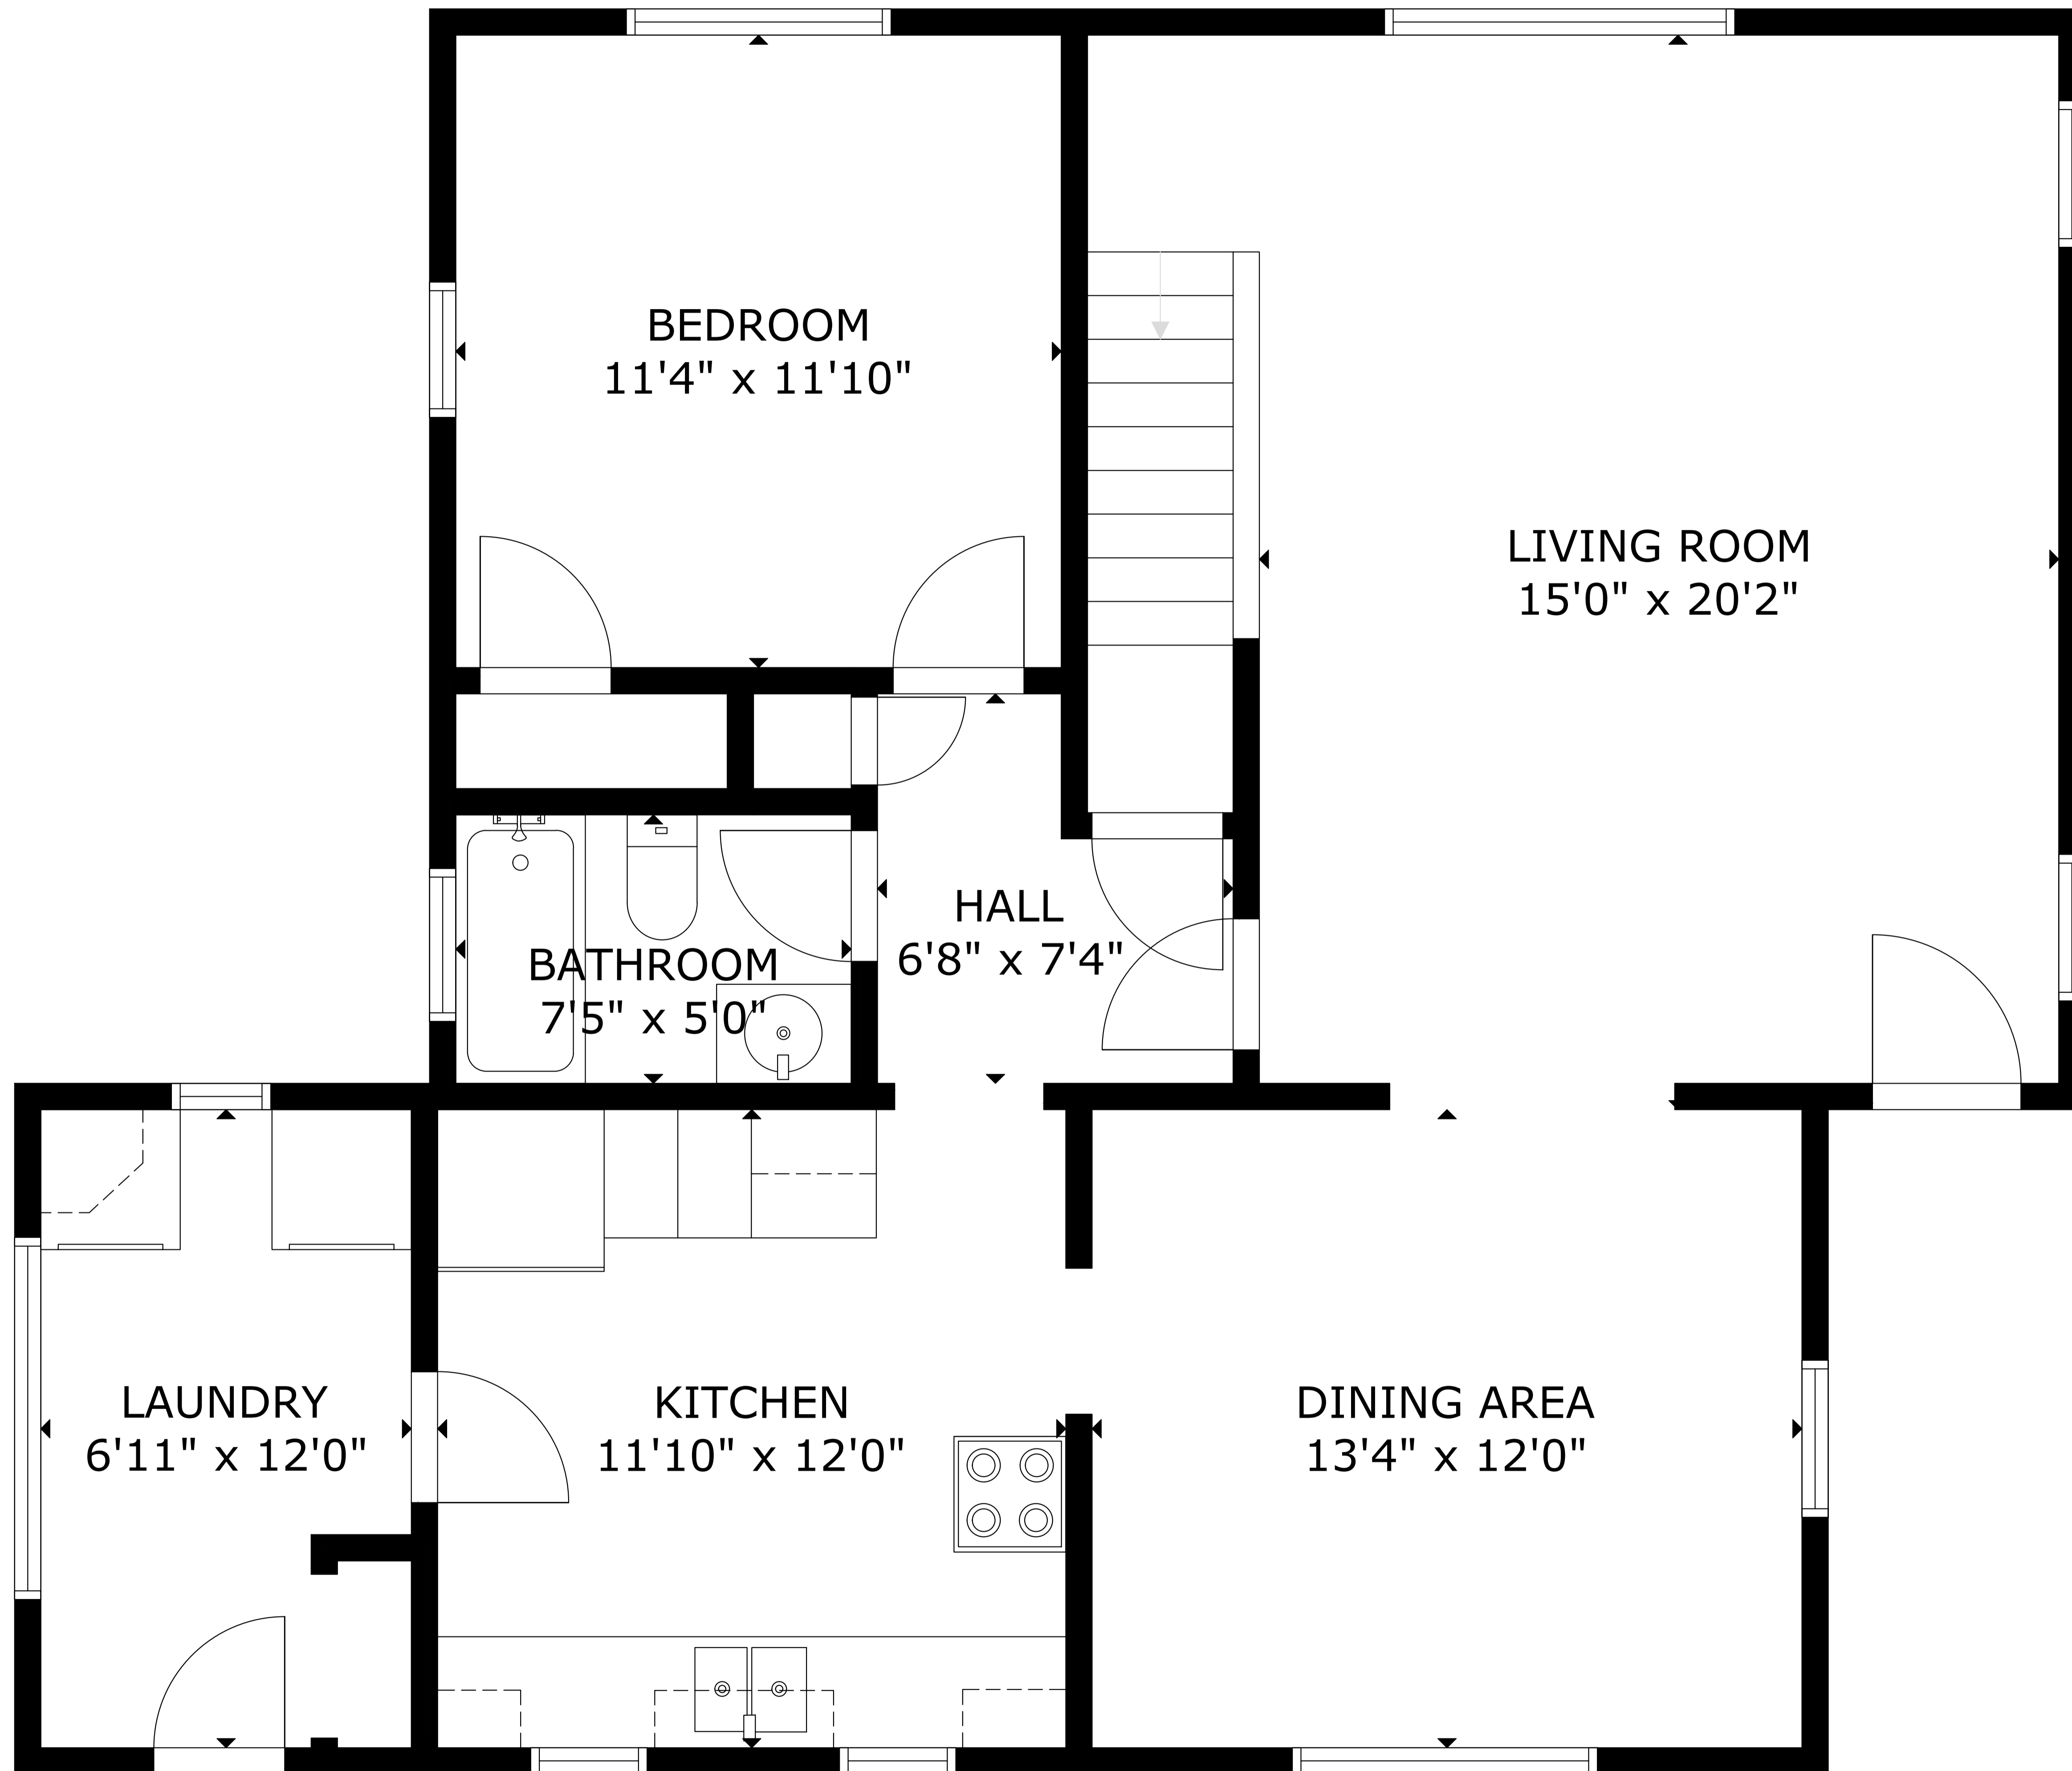 BEDROOM
11'4" x 11'10"
LIVING ROOM
15'0" x 20'2"
HALL
6'8" x 7'4"
BATHROOM
7'5" x 5'0"
LAUNDRY
6'11" x 12'0"
KITCHEN
11'10" x 12'0"
DINING AREA
13'4" x 12'0"